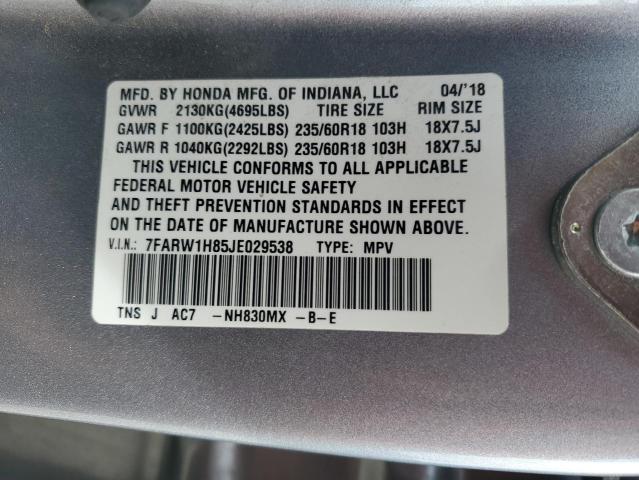 MFD. BY HONDA MFG. OF INDIANA, LLC 04/'18
GVWR 2130KG(4695LBS) TIRE SIZE RIM SIZE
GAWR F 1100KG(2425LBS) 235/60R18 103H 18X7.5J
GAWR R 1040KG(2292LBS) 235/60R18 103H 18X7.5J
THIS VEHICLE CONFORMS TO ALL APPLICABLE
FEDERAL MOTOR VEHICLE SAFETY
AND THEFT PREVENTION STANDARDS IN EFFECT
ON THE DATE OF MANUFACTURE SHOWN ABOVE.
V.I.N.: 7FARW1H85JE029538 TYPE: MPV
TNS J AC7 -NH830MX -B-E